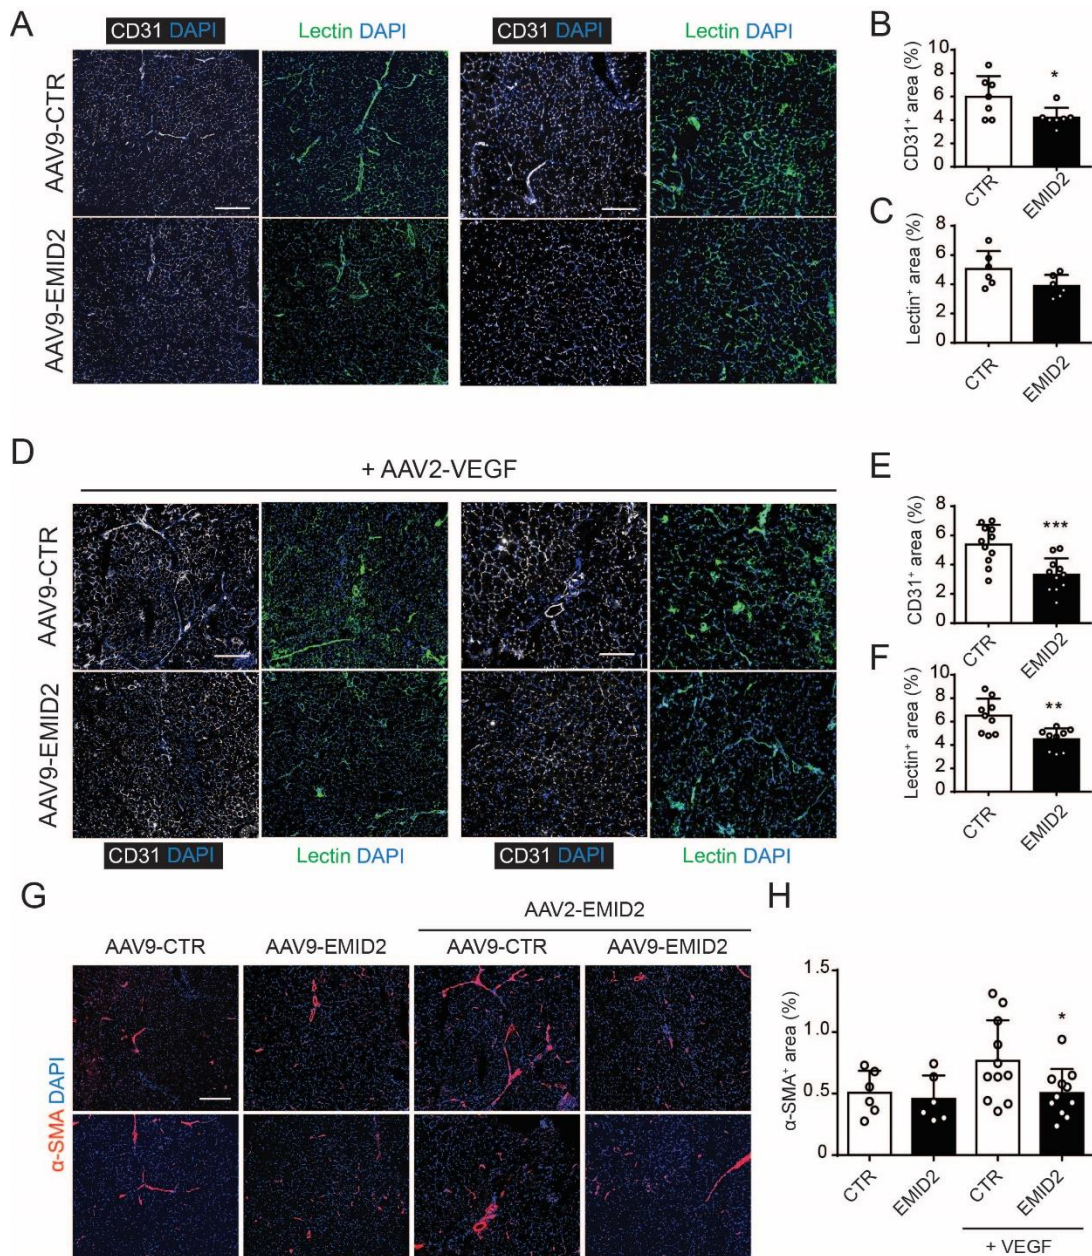 A
CD31 DAPI
Lectin DAPI
CD31 DAPI
Lectin DAPI
AAV9-CTR
AAV9-EMID2
B
CD31⁺ area (%)
10
8
6
4
2
0
*
CTR
EMID2
C
Lectin⁺ area (%)
8
6
4
2
0
CTR
EMID2
D
+ AAV2-VEGF
AAV9-CTR
AAV9-EMID2
CD31 DAPI
Lectin DAPI
CD31 DAPI
Lectin DAPI
E
CD31⁺ area (%)
8
6
4
2
0
***
CTR
EMID2
F
Lectin⁺ area (%)
10
8
6
4
2
0
**
CTR
EMID2
G
AAV2-EMID2
AAV9-CTR
AAV9-EMID2
AAV9-CTR
AAV9-EMID2
α-SMA DAPI
H
α-SMA⁺ area (%)
1.5
1.0
0.5
0
*
CTR
EMID2
CTR
EMID2
+ VEGF